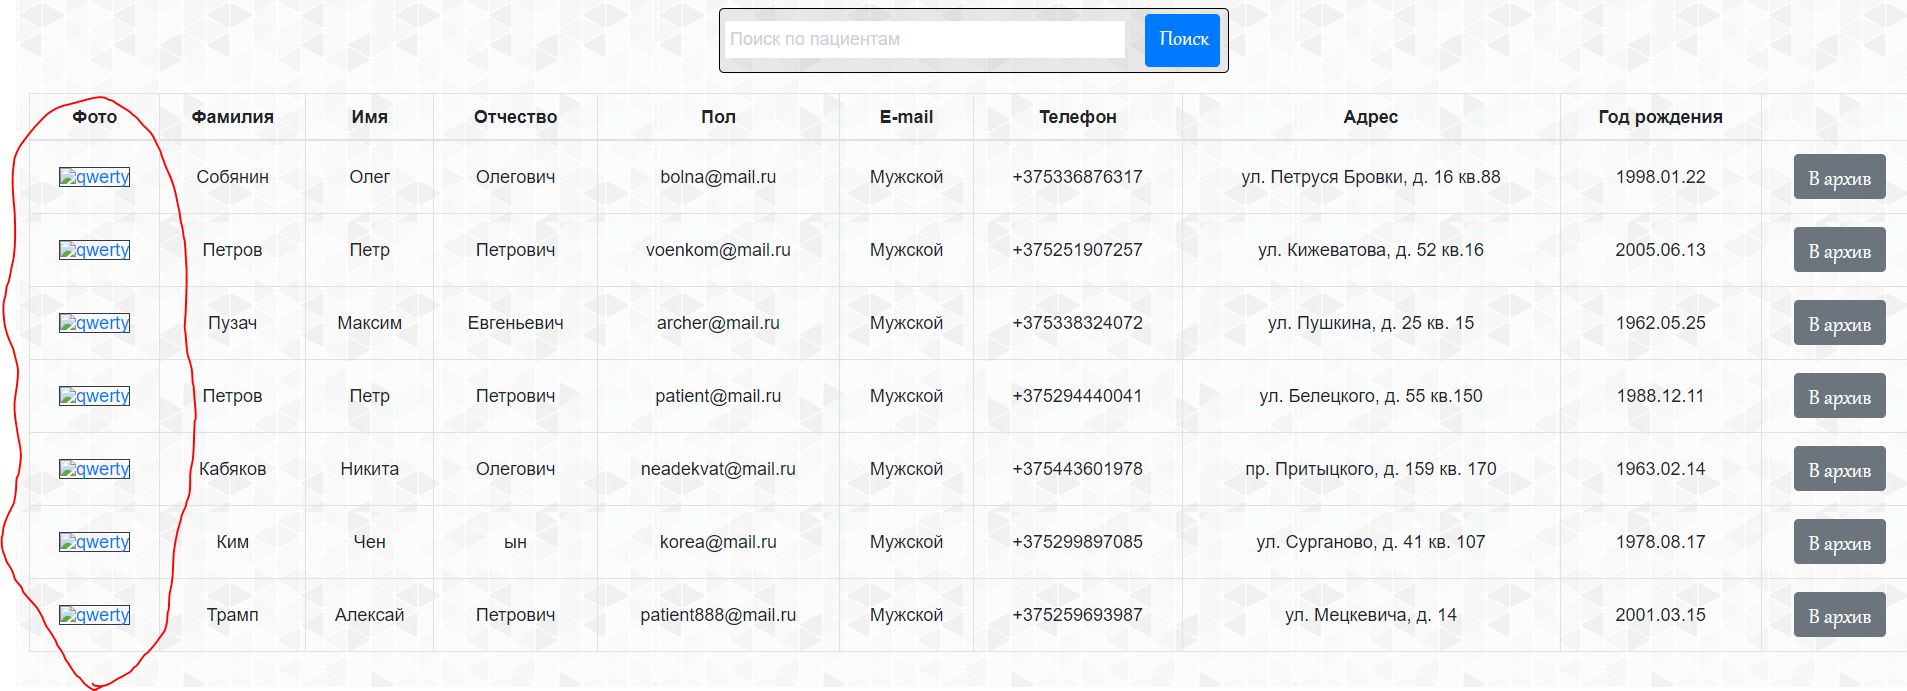 Поиск по пациентам Поиск
Фото Фамилия Имя Отчество Пол E-mail Телефон Адрес Год рождения
qwerty Собянин Олег Олегович bolna@mail.ru Мужской +375336876317 ул. Петруся Бровки, д. 16 кв.88 1998.01.22 В архив
qwerty Петров Петр Петрович voenkom@mail.ru Мужской +375251907257 ул. Кижеватова, д. 52 кв.16 2005.06.13 В архив
qwerty Пузач Максим Евгеньевич archer@mail.ru Мужской +375338324072 ул. Пушкина, д. 25 кв. 15 1962.05.25 В архив
qwerty Петров Петр Петрович patient@mail.ru Мужской +375294440041 ул. Белецкого, д. 55 кв.150 1988.12.11 В архив
qwerty Кабяков Никита Олегович neadekvat@mail.ru Мужской +375443601978 пр. Притыцкого, д. 159 кв. 170 1963.02.14 В архив
qwerty Ким Чен ын korea@mail.ru Мужской +375299897085 ул. Сурганово, д. 41 кв. 107 1978.08.17 В архив
qwerty Трамп Алексай Петрович patient888@mail.ru Мужской +375259693987 ул. Мецкевича, д. 14 2001.03.15 В архив